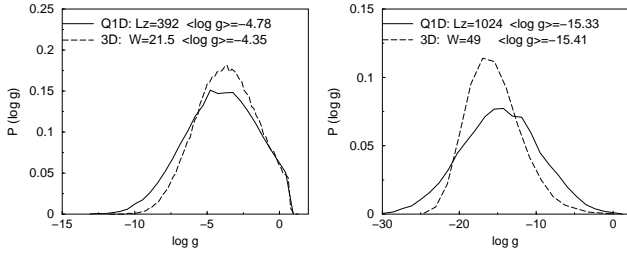 0.25
0.2
0.15
0.1
0.05
0
P (log g)
Q1D: Lz=392 <log g>=−4.78
3D: W=21.5 <log g>=−4.35
−15 −10 −5 0
log g
0.15
0.1
0.05
0
P (log g)
Q1D: Lz=1024 <log g>=−15.33
3D: W=49 <log g>=−15.41
−30 −20 −10 0
log g